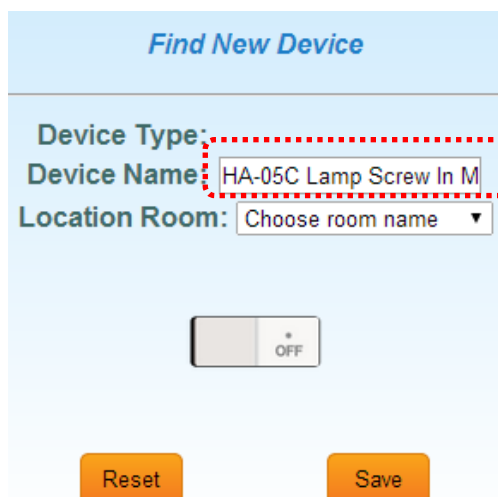 Find New Device
Device Type:
Device Name: HA-05C Lamp Screw In M
Location Room: Choose room name
OFF
Reset Save